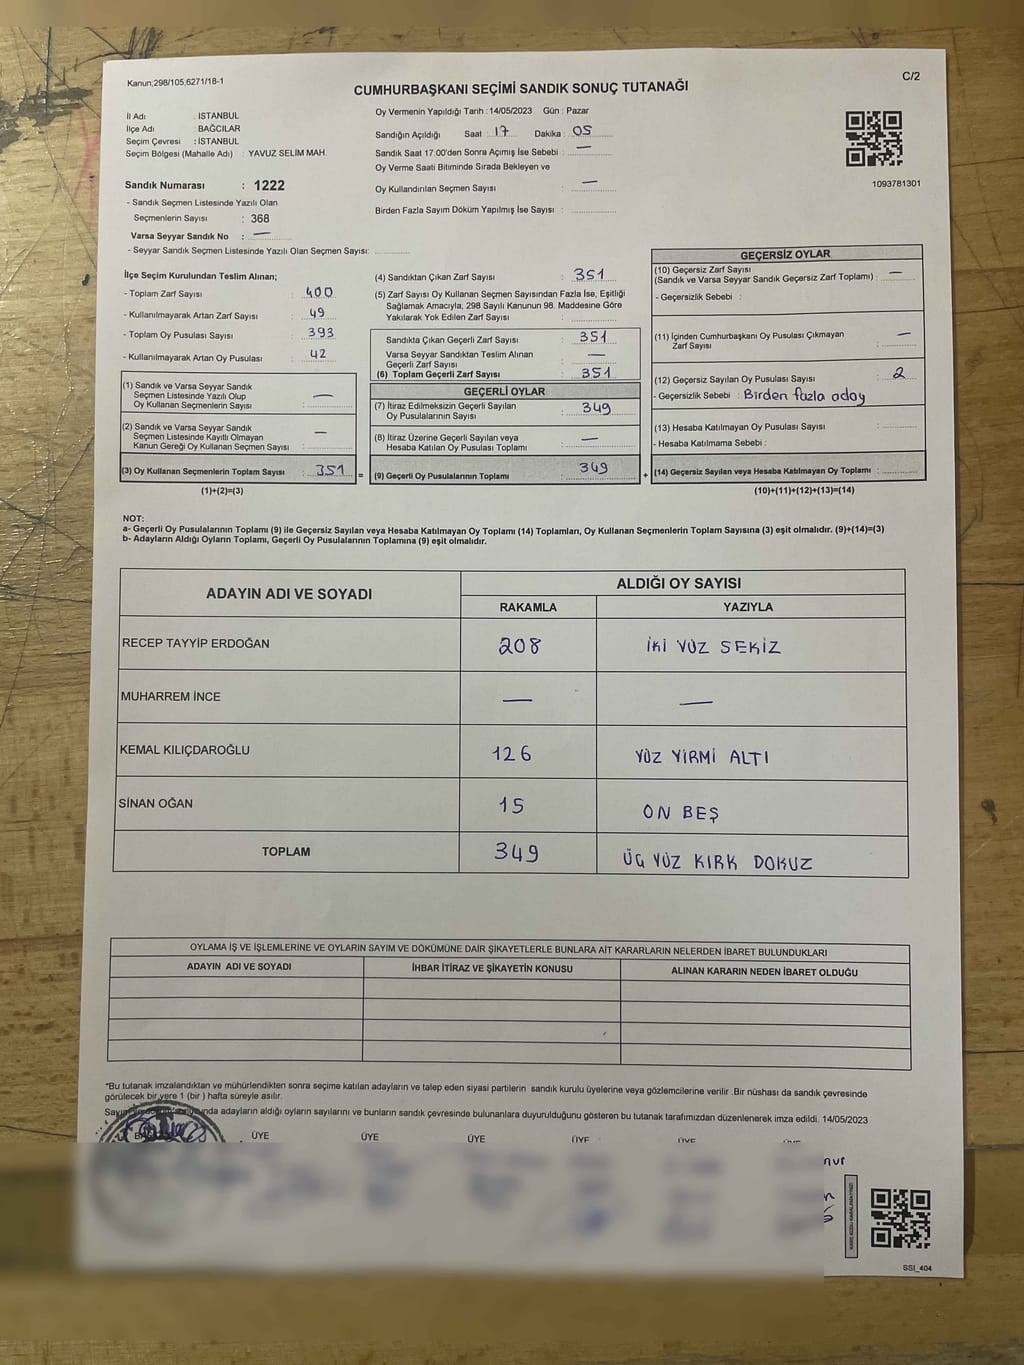 Kanun;298/105;6271/18-1
C/2
CUMHURBAŞKANI SEÇİMİ SANDIK SONUÇ TUTANAĞI
İl Adı : İSTANBUL
İlçe Adı : BAĞCILAR
Seçim Çevresi : İSTANBUL
Seçim Bölgesi (Mahalle Adı) : YAVUZ SELİM MAH.
Oy Vermenin Yapıldığı Tarih : 14/05/2023 Gün : Pazar
Sandığın Açıldığı Saat : 17 Dakika : 05
Sandık Saat 17:00'den Sonra Açımış İse Sebebi : —
Oy Verme Saati Bitiminde Sırada Bekleyen ve
Oy Kullandırılan Seçmen Sayısı : —
Birden Fazla Sayım Döküm Yapılmış İse Sayısı :
1093781301
Sandık Numarası : 1222
- Sandık Seçmen Listesinde Yazılı Olan
Seçmenlerin Sayısı : 368
Varsa Seyyar Sandık No : —
- Seyyar Sandık Seçmen Listesinde Yazılı Olan Seçmen Sayısı:
İlçe Seçim Kurulundan Teslim Alınan;
- Toplam Zarf Sayısı : 400
- Kullanılmayarak Artan Zarf Sayısı : 49
- Toplam Oy Pusulası Sayısı : 393
- Kullanılmayarak Artan Oy Pusulası : 42
(1) Sandık ve Varsa Seyyar Sandık
Seçmen Listesinde Yazılı Olup
Oy Kullanan Seçmenlerin Sayısı : —
(2) Sandık ve Varsa Seyyar Sandık
Seçmen Listesinde Kayıtlı Olmayan
Kanun Gereği Oy Kullanan Seçmen Sayısı : —
(3) Oy Kullanan Seçmenlerin Toplam Sayısı : 351 =
(1)+(2)=(3)
(4) Sandıktan Çıkan Zarf Sayısı : 351
(5) Zarf Sayısı Oy Kullanan Seçmen Sayısından Fazla İse, Eşitliği
Sağlamak Amacıyla; 298 Sayılı Kanunun 98. Maddesine Göre
Yakılarak Yok Edilen Zarf Sayısı :
Sandıkta Çıkan Geçerli Zarf Sayısı : 351
Varsa Seyyar Sandıktan Teslim Alınan
Geçerli Zarf Sayısı : —
(6) Toplam Geçerli Zarf Sayısı : 351
GEÇERLİ OYLAR
(7) İtiraz Edilmeksizin Geçerli Sayılan
Oy Pusulalarının Sayısı : 349
(8) İtiraz Üzerine Geçerli Sayılan veya
Hesaba Katılan Oy Pusulaları Toplamı : —
(9) Geçerli Oy Pusulalarının Toplamı : 349 +
GEÇERSİZ OYLAR
(10) Geçersiz Zarf Sayısı
(Sandık ve Varsa Seyyar Sandık Geçersiz Zarf Toplamı) : —
- Geçersizlik Sebebi :
(11) İçinden Cumhurbaşkanı Oy Pusulası Çıkmayan
Zarf Sayısı : —
(12) Geçersiz Sayılan Oy Pusulası Sayısı : 2
- Geçersizlik Sebebi : Birden fazla aday
(13) Hesaba Katılmayan Oy Pusulası Sayısı :
- Hesaba Katılmama Sebebi :
(14) Geçersiz Sayılan veya Hesaba Katılmayan Oy Toplamı :
(10)+(11)+(12)+(13)=(14)
NOT:
a- Geçerli Oy Pusulalarının Toplamı (9) ile Geçersiz Sayılan veya Hesaba Katılmayan Oy Toplamı (14) Toplamları, Oy Kullanan Seçmenlerin Toplam Sayısına (3) eşit olmalıdır. (9)+(14)=(3)
b- Adayların Aldığı Oyların Toplamı, Geçerli Oy Pusulalarının Toplamına (9) eşit olmalıdır.
ADAYIN ADI VE SOYADI ALDIĞI OY SAYISI
RAKAMLA YAZIYLA
RECEP TAYYİP ERDOĞAN 208 İKİ YÜZ SEKİZ
MUHARREM İNCE — —
KEMAL KILIÇDAROĞLU 126 YÜZ YİRMİ ALTI
SİNAN OĞAN 15 ON BEŞ
TOPLAM 349 ÜÇ YÜZ KIRK DOKUZ
OYLAMA İŞ VE İŞLEMLERİNE VE OYLARIN SAYIM VE DÖKÜMÜNE DAİR ŞİKAYETLERLE BUNLARA AİT KARARLARIN NELERDEN İBARET BULUNDUKLARI
ADAYIN ADI VE SOYADI İHBAR İTİRAZ VE ŞİKAYETİN KONUSU ALINAN KARARIN NEDEN İBARET OLDUĞU
*Bu tutanak imzalandıktan ve mühürlendikten sonra seçime katılan adayların ve talep eden siyasi partilerin sandık kurulu üyelerine veya gözlemcilerine verilir .Bir nüshası da sandık çevresinde
görülecek bir yere 1 (bir ) hafta süreyle asılır.
adayların aldığı oyların sayılarını ve bunların sandık çevresinde bulunanlara duyurulduğunu gösteren bu tutanak tarafımızdan düzenlenerek imza edildi. 14/05/2023
ÜYE ÜYE ÜYE ÜYE ÜYE ÜYE
nur
SSI_404